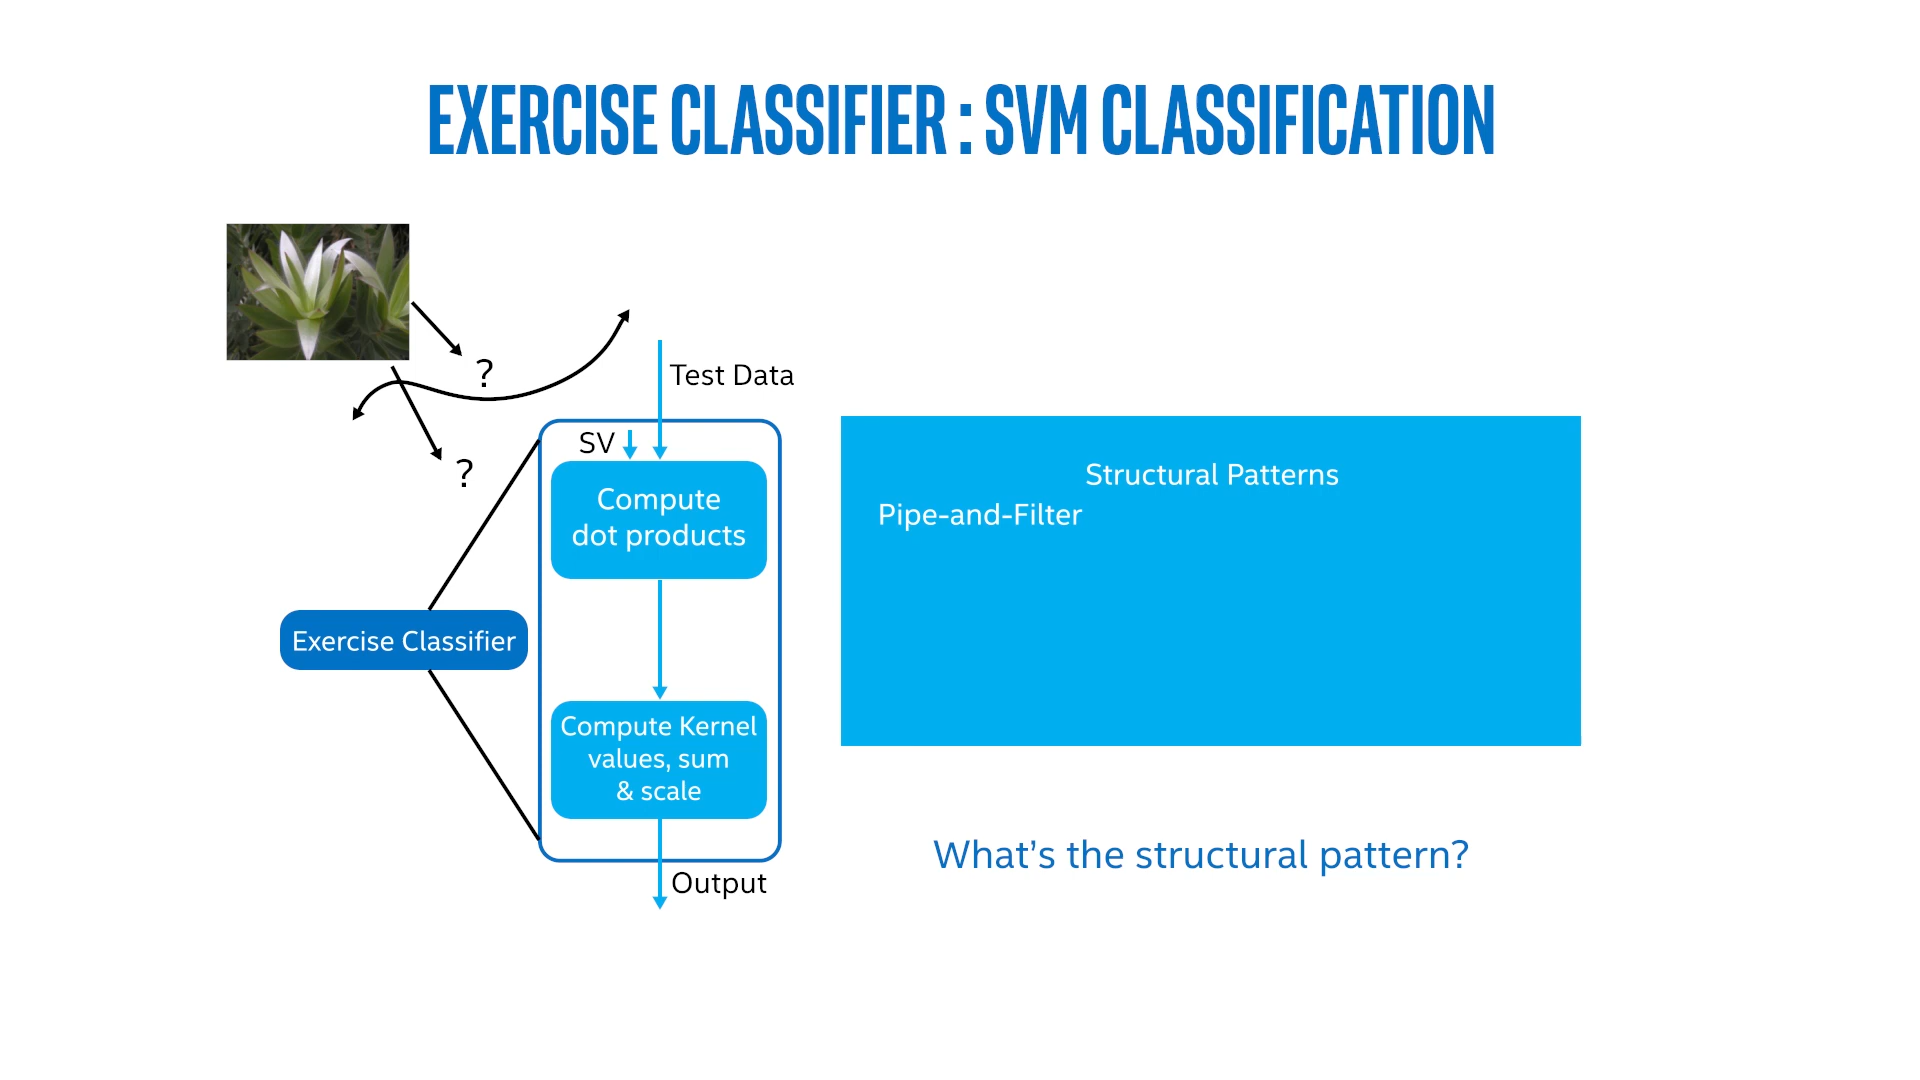 EXERCISE CLASSIFIER : SVM CLASSIFICATION
?
?
Test Data
SV
Compute
dot products
Exercise Classifier
Compute Kernel
values, sum
& scale
Output
Structural Patterns
Pipe-and-Filter
What's the structural pattern?